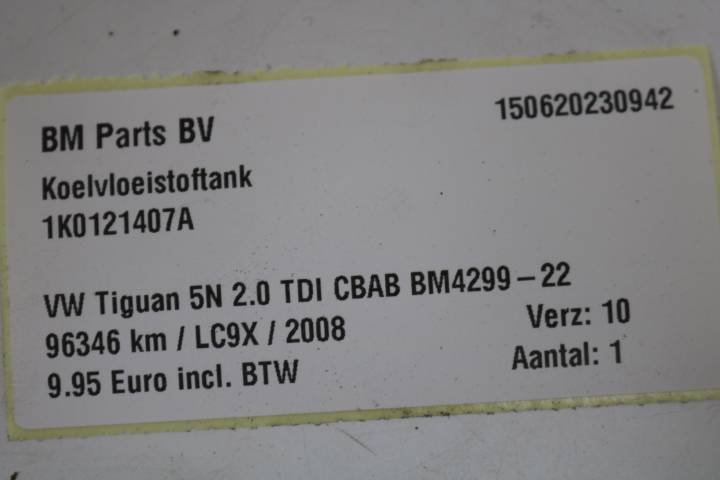 BM Parts BV
150620230942
Koelvloeistoftank
1K0121407A
VW Tiguan 5N 2.0 TDI CBAB BM4299-22
96346 km / LC9X / 2008
Verz: 10
9.95 Euro incl. BTW
Aantal: 1